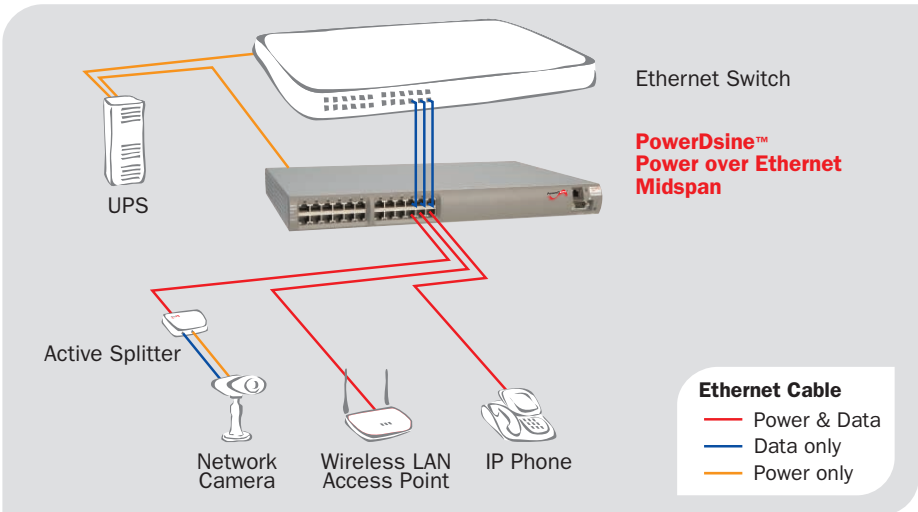 Ethernet Switch
PowerDsine™
Power over Ethernet
Midspan
UPS
Active Splitter
Network
Camera
Wireless LAN
Access Point
IP Phone
Ethernet Cable
Power & Data
Data only
Power only